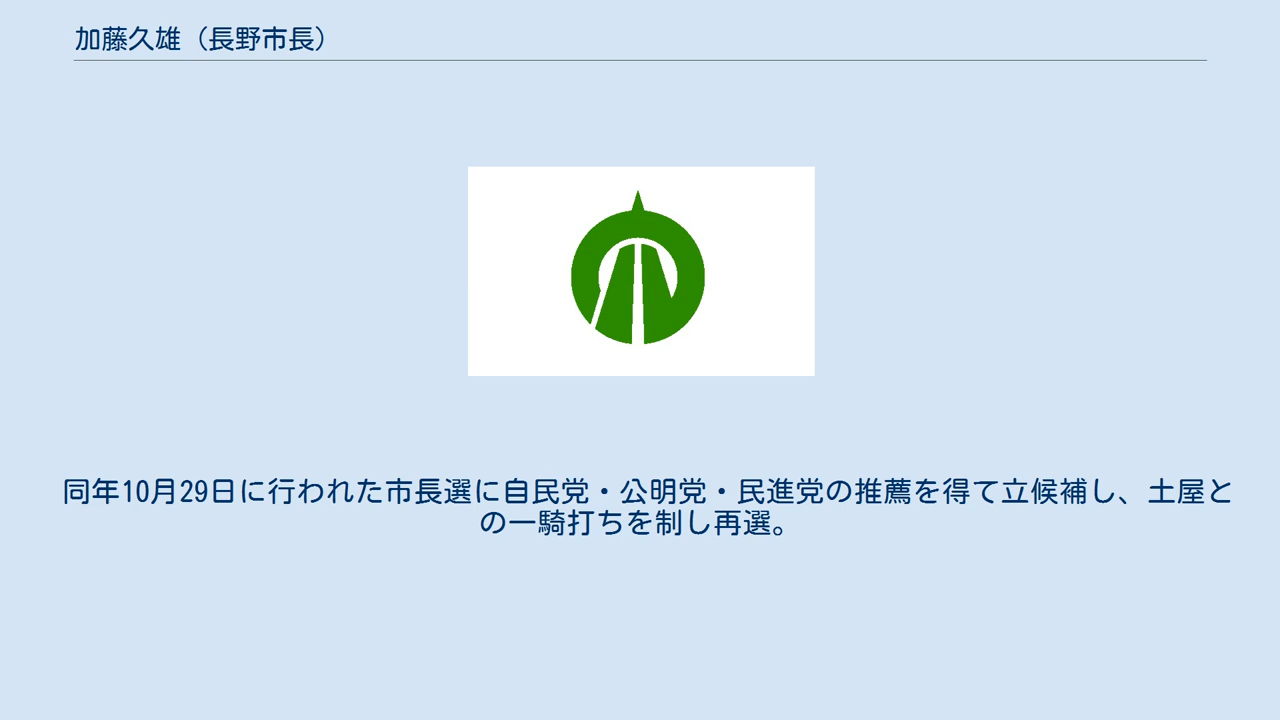 加藤久雄（長野市長）
同年10月29日に行われた市長選に自民党・公明党・民進党の推薦を得て立候補し、土屋と
の一騎打ちを制し再選。